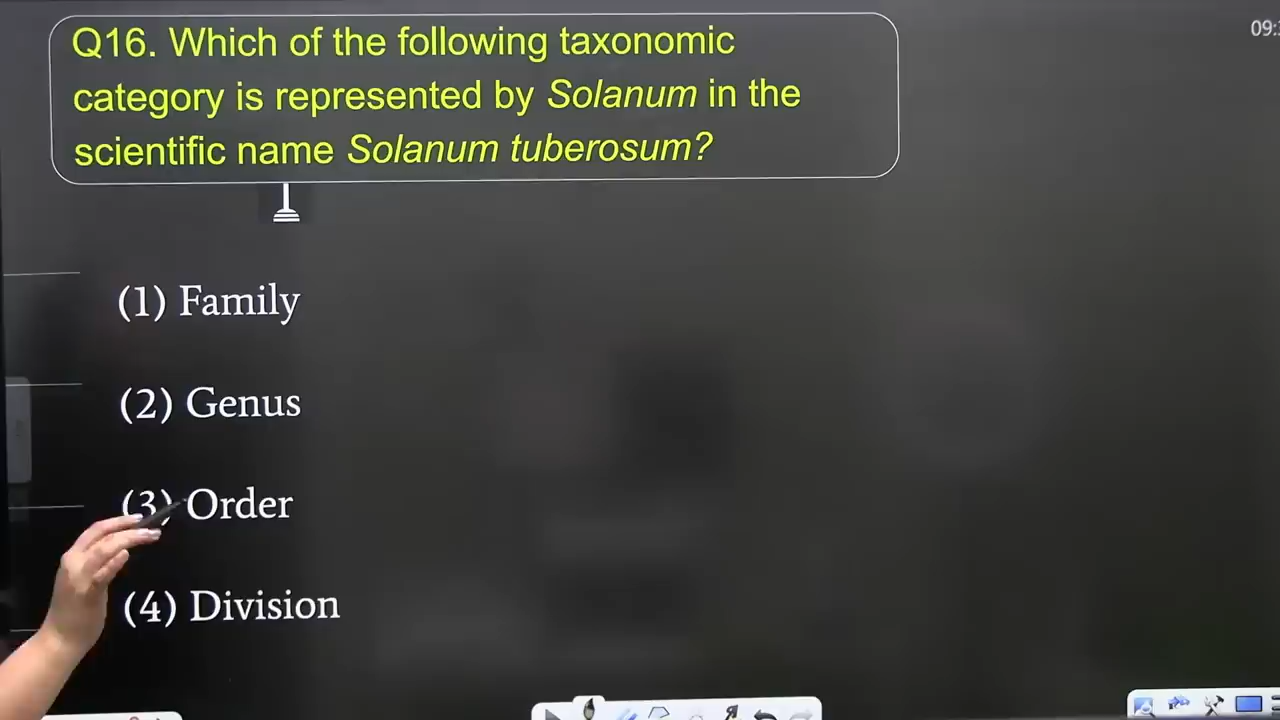 Q16. Which of the following taxonomic
category is represented by Solanum in the
scientific name Solanum tuberosum?
(1) Family
(2) Genus
(3) Order
(4) Division